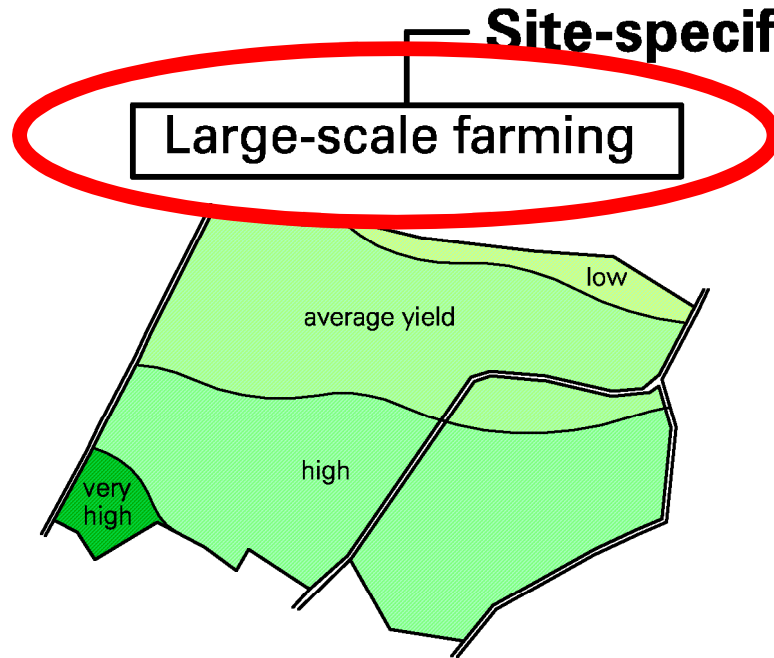 Site-specif
Large-scale farming
low
average yield
high
very
high